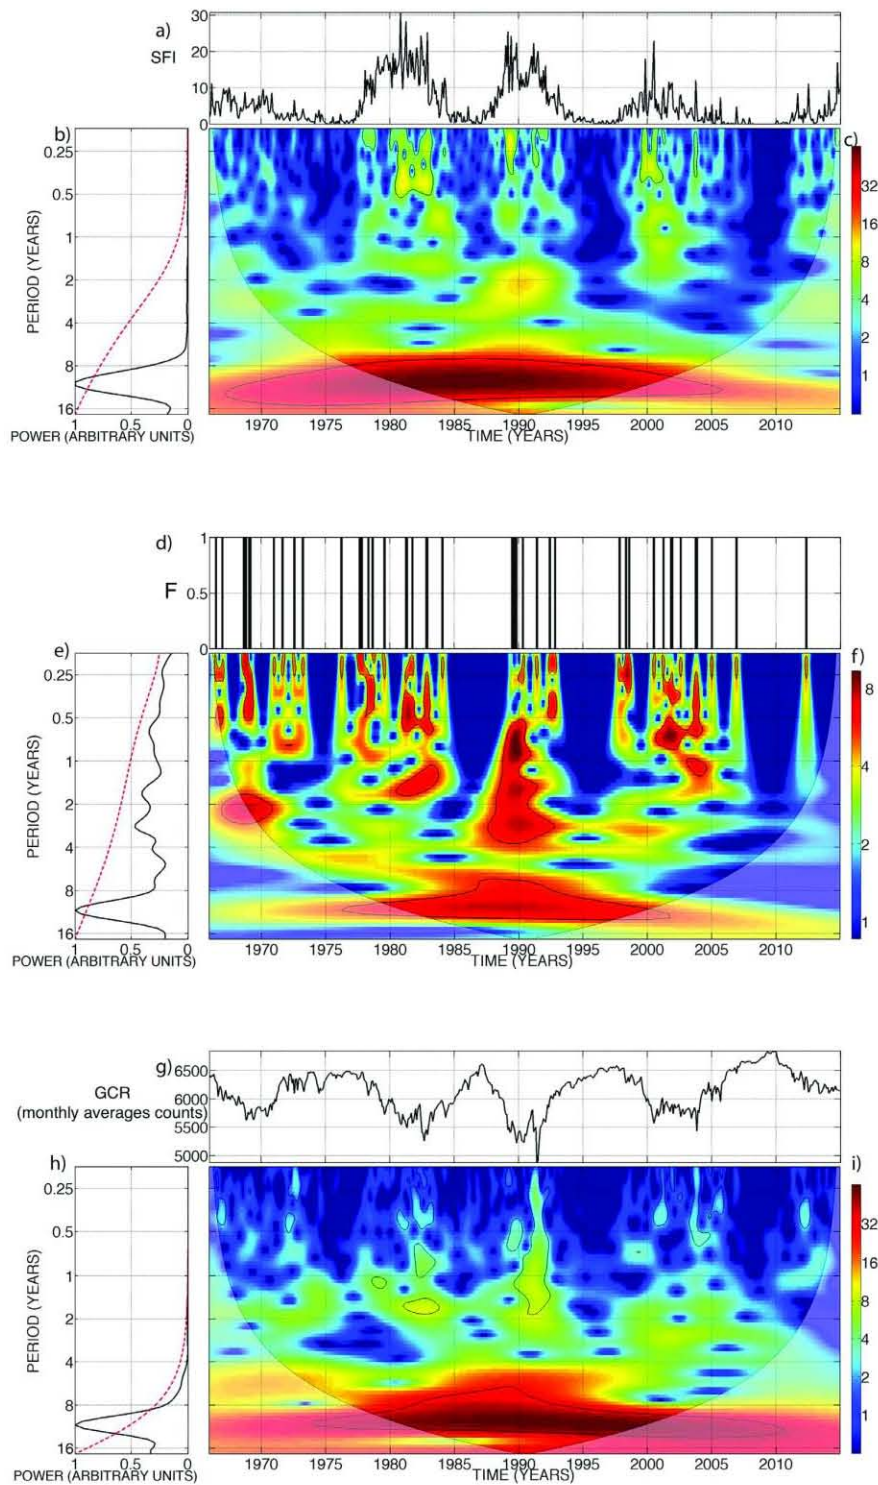 a)
SFI
30
20
10
0
b)
c)
0.25
0.5
1
2
4
8
16
PERIOD (YEARS)
32
16
8
4
2
1
1 0.5 0
POWER (ARBITRARY UNITS)
1970 1975 1980 1985 1990 1995 2000 2005 2010
TIME (YEARS)
d)
F
1
0.5
0
e)
f)
0.25
0.5
1
2
4
8
16
PERIOD (YEARS)
8
4
2
1
1 0.5 0
POWER (ARBITRARY UNITS)
1970 1975 1980 1985 1990 1995 2000 2005 2010
TIME (YEARS)
g)
GCR
(monthly averages counts)
6500
6000
5500
5000
h)
i)
0.25
0.5
1
2
4
8
16
PERIOD (YEARS)
32
16
8
4
2
1
1 0.5 0
POWER (ARBITRARY UNITS)
1970 1975 1980 1985 1990 1995 2000 2005 2010
TIME (YEARS)